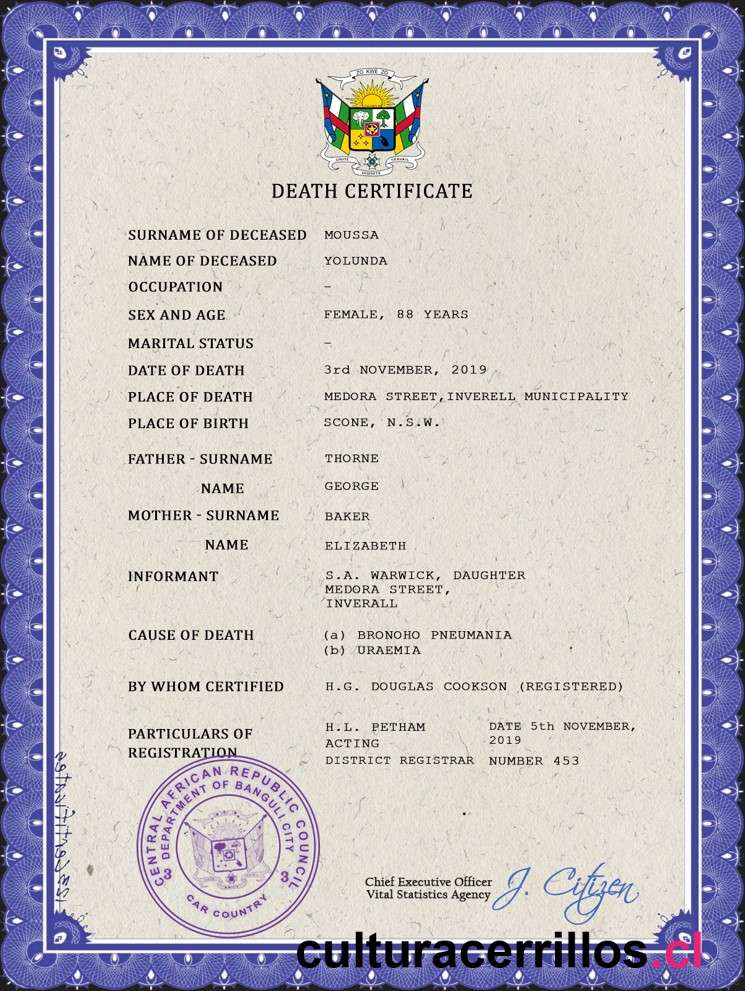 ZO KWE ZO
UNITE
TRAVAIL
DIGNITE
DEATH CERTIFICATE
SURNAME OF DECEASED MOUSSA
NAME OF DECEASED YOLUNDA
OCCUPATION –
SEX AND AGE FEMALE, 88 YEARS
MARITAL STATUS –
DATE OF DEATH 3rd NOVEMBER, 2019
PLACE OF DEATH MEDORA STREET,INVERELL MUNICIPALITY
PLACE OF BIRTH SCONE, N.S.W.
FATHER - SURNAME THORNE
NAME GEORGE
MOTHER - SURNAME BAKER
NAME ELIZABETH
INFORMANT S.A. WARWICK, DAUGHTER
MEDORA STREET,
INVERALL
CAUSE OF DEATH (a) BRONOHO PNEUMANIA
(b) URAEMIA
BY WHOM CERTIFIED H.G. DOUGLAS COOKSON (REGISTERED)
PARTICULARS OF
REGISTRATION
H.L. PETHAM DATE 5th NOVEMBER,
ACTING 2019
DISTRICT REGISTRAR NUMBER 453
CENTRAL AFRICAN REPUBLIC COUNCIL
DEPARTMENT OF BANGULI CITY
3 3
CAR COUNTRY
Chief Executive Officer
Vital Statistics Agency
J. Citizen
culturacerrillos.cl